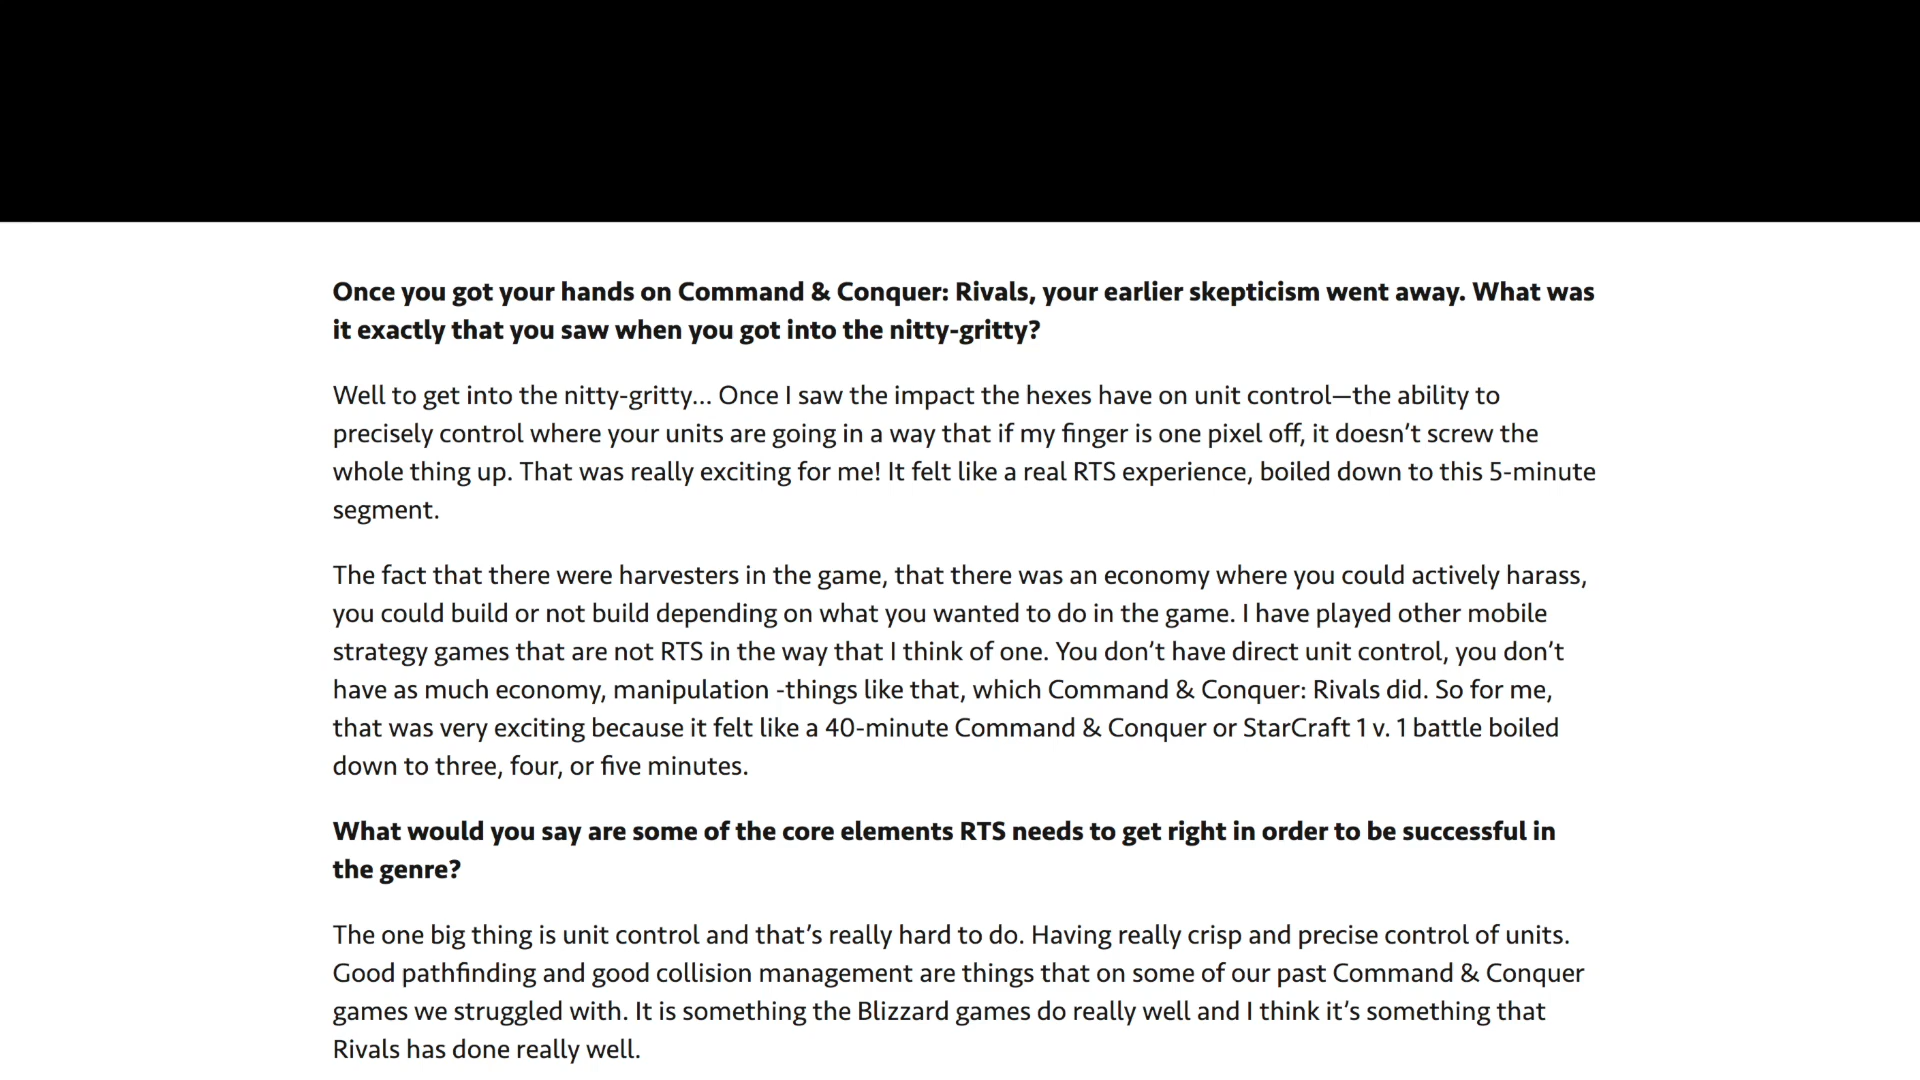 Once you got your hands on Command & Conquer: Rivals, your earlier skepticism went away. What was
it exactly that you saw when you got into the nitty-gritty?
Well to get into the nitty-gritty... Once I saw the impact the hexes have on unit control—the ability to
precisely control where your units are going in a way that if my finger is one pixel off, it doesn’t screw the
whole thing up. That was really exciting for me! It felt like a real RTS experience, boiled down to this 5-minute
segment.
The fact that there were harvesters in the game, that there was an economy where you could actively harass,
you could build or not build depending on what you wanted to do in the game. I have played other mobile
strategy games that are not RTS in the way that I think of one. You don’t have direct unit control, you don’t
have as much economy, manipulation -things like that, which Command & Conquer: Rivals did. So for me,
that was very exciting because it felt like a 40-minute Command & Conquer or StarCraft 1 v. 1 battle boiled
down to three, four, or five minutes.
What would you say are some of the core elements RTS needs to get right in order to be successful in
the genre?
The one big thing is unit control and that’s really hard to do. Having really crisp and precise control of units.
Good pathfinding and good collision management are things that on some of our past Command & Conquer
games we struggled with. It is something the Blizzard games do really well and I think it’s something that
Rivals has done really well.